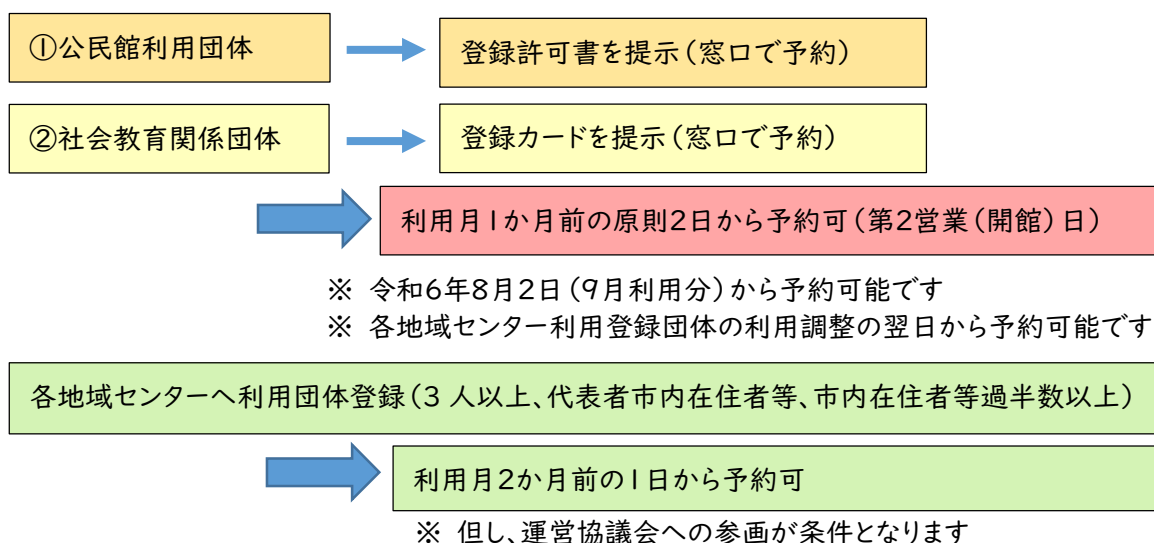 ①公民館利用団体
登録許可書を提示(窓口で予約)
②社会教育関係団体
登録カードを提示(窓口で予約)
利用月1か月前の原則2日から予約可(第2営業(開館)日)
※ 令和6年8月2日(9月利用分)から予約可能です
※ 各地域センター利用登録団体の利用調整の翌日から予約可能です
各地域センターへ利用団体登録(3 人以上、代表者市内在住者等、市内在住者等過半数以上)
利用月2か月前の1日から予約可
※ 但し、運営協議会への参画が条件となります